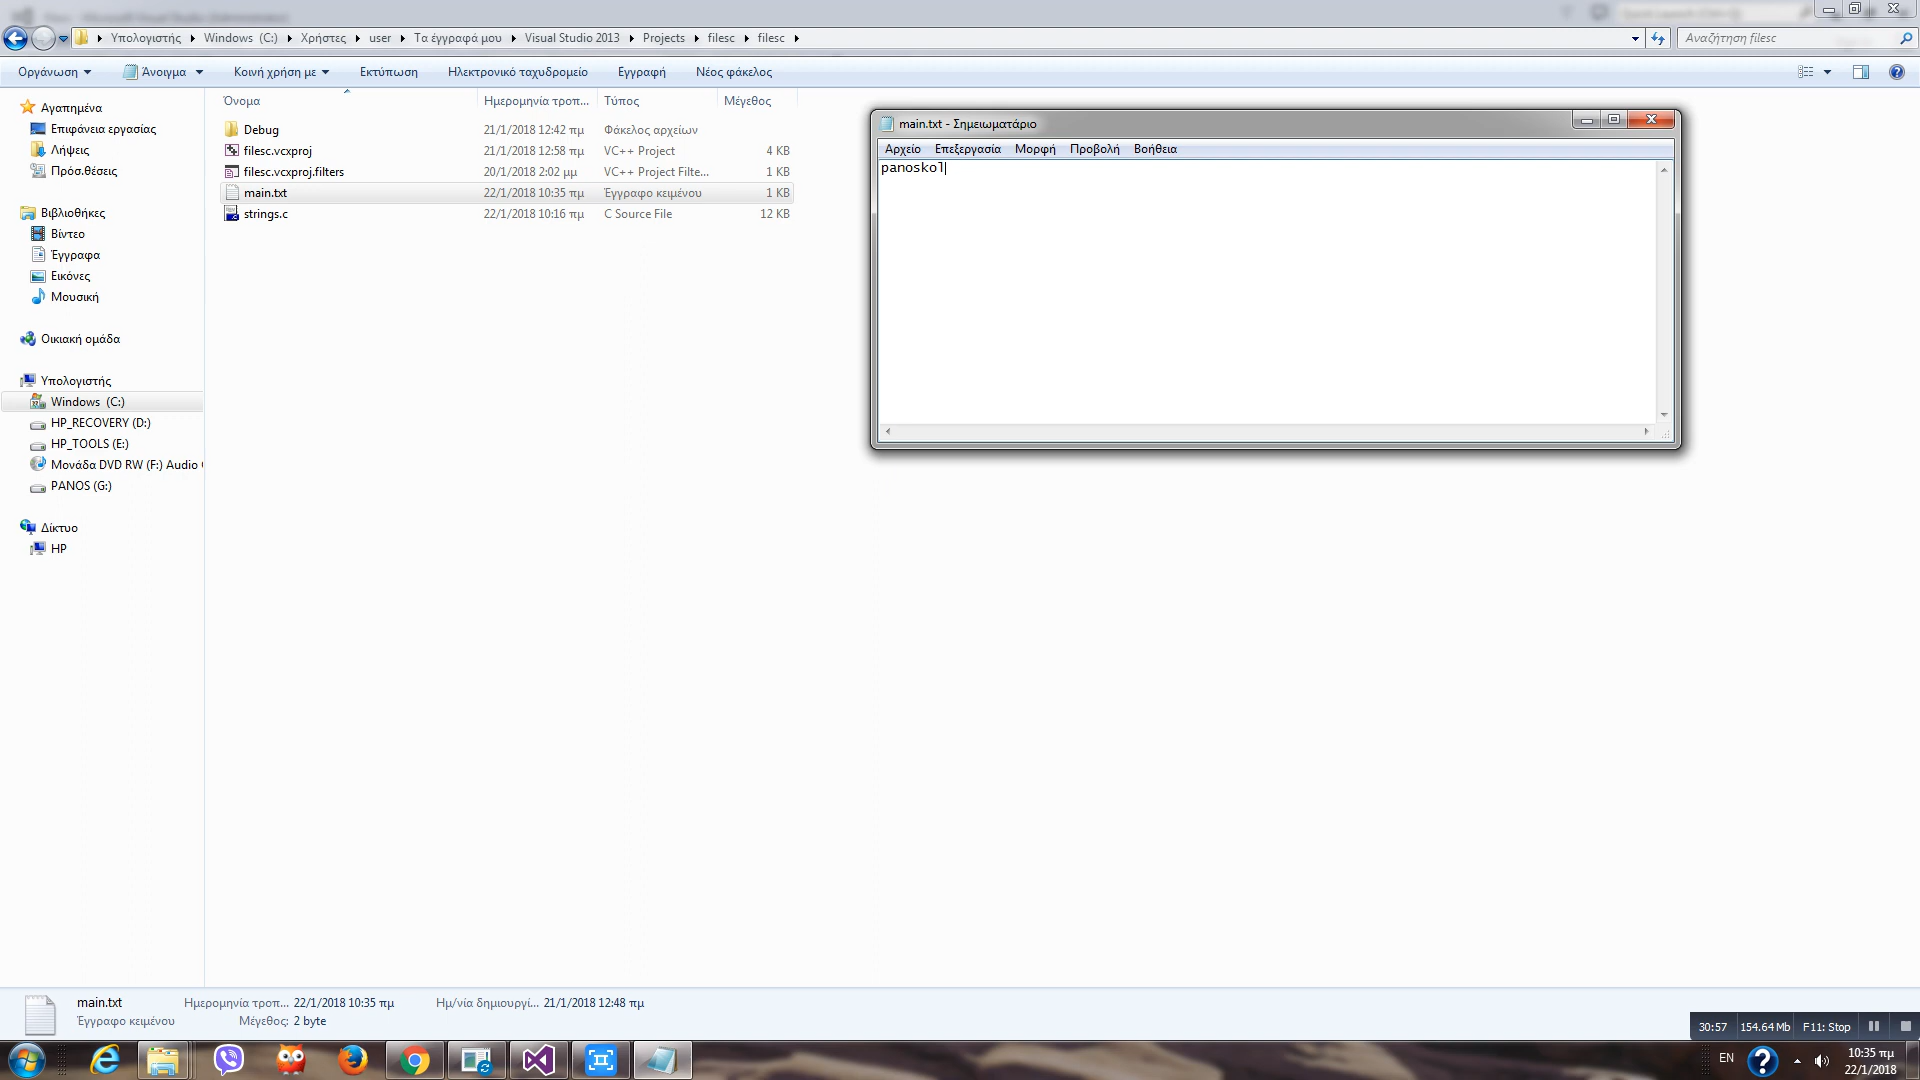 Υπολογιστής Windows (C:) Χρήστες user Τα έγγραφά μου Visual Studio 2013 Projects filesc filesc Αναζήτηση filesc
Οργάνωση Άνοιγμα Κοινή χρήση με Εκτύπωση Ηλεκτρονικό ταχυδρομείο Εγγραφή Νέος φάκελος
Αγαπημένα
Επιφάνεια εργασίας
Λήψεις
Πρόσ.θέσεις
Βιβλιοθήκες
Βίντεο
Έγγραφα
Εικόνες
Μουσική
Οικιακή ομάδα
Υπολογιστής
Windows (C:)
HP_RECOVERY (D:)
HP_TOOLS (E:)
Μονάδα DVD RW (F:) Audio
PANOS (G:)
Δίκτυο
HP
Όνομα Ημερομηνία τροπ... Τύπος Μέγεθος
Debug 21/1/2018 12:42 πμ Φάκελος αρχείων
filesc.vcxproj 21/1/2018 12:58 πμ VC++ Project 4 KB
filesc.vcxproj.filters 20/1/2018 2:02 μμ VC++ Project Filte... 1 KB
main.txt 22/1/2018 10:35 πμ Έγγραφο κειμένου 1 KB
strings.c 22/1/2018 10:16 πμ C Source File 12 KB
main.txt - Σημειωματάριο
Αρχείο Επεξεργασία Μορφή Προβολή Βοήθεια
panoskol
main.txt Ημερομηνία τροπ... 22/1/2018 10:35 πμ Ημ/νία δημιουργί... 21/1/2018 12:48 πμ
Έγγραφο κειμένου Μέγεθος: 2 byte
30:57 154.64Mb F11: Stop
EN
10:35 πμ
22/1/2018